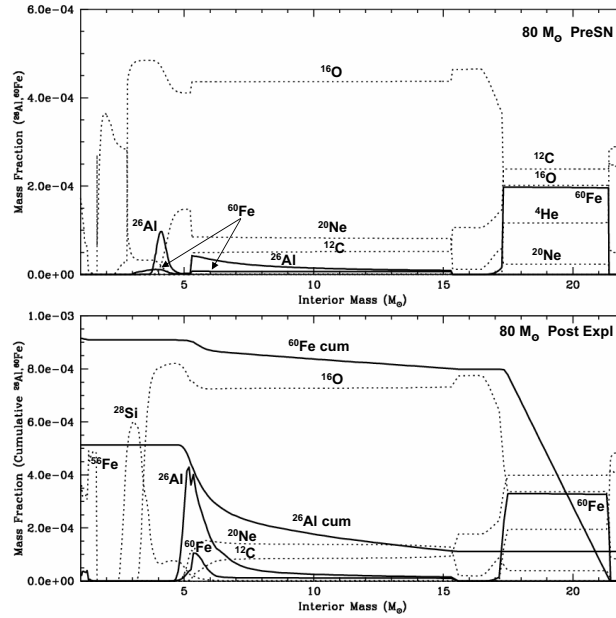 80 M⊙ PreSN
Mass Fraction (²⁶Al,⁶⁰Fe)
6.0e-04
4.0e-04
2.0e-04
0.0e+00
¹⁶O
¹²C
¹⁶O
⁶⁰Fe
⁶⁰Fe
²⁶Al
²⁰Ne
⁴He
¹²C
²⁶Al
²⁰Ne
5
10
15
20
Interior Mass (M⊙)
80 M⊙ Post Expl
Mass Fraction (Cumulative ²⁶Al,⁶⁰Fe)
1.0e-03
8.0e-04
6.0e-04
4.0e-04
2.0e-04
0.0e+00
⁶⁰Fe cum
¹⁶O
²⁸Si
⁵⁶Fe
²⁶Al
²⁶Al cum
⁶⁰Fe
²⁰Ne
⁶⁰Fe
¹²C
5
10
15
20
Interior Mass (M⊙)